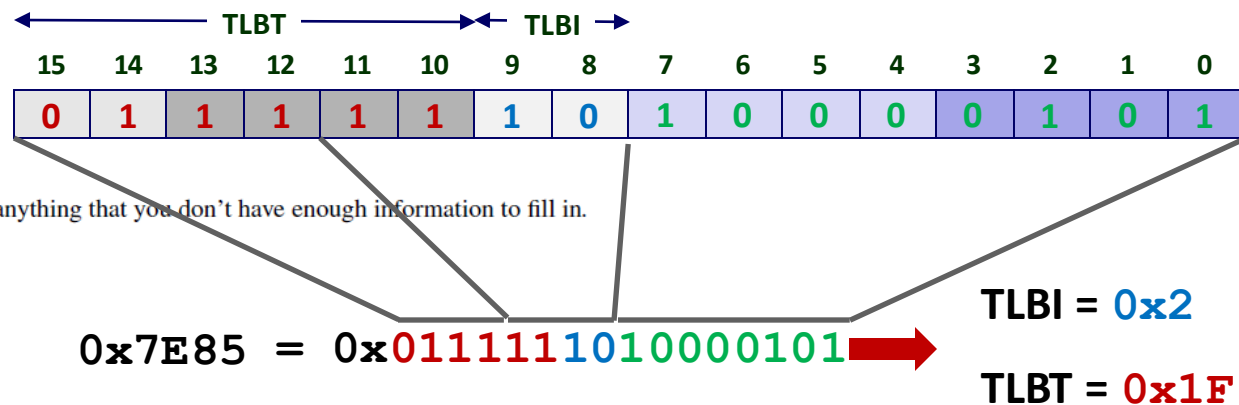 TLBT TLBI
15 14 13 12 11 10 9 8 7 6 5 4 3 2 1 0
0 1 1 1 1 1 1 0 1 0 0 0 0 1 0 1
anything that you don't have enough information to fill in.
TLBI = 0x2
0x7E85 = 0x0111111010000101
TLBT = 0x1F